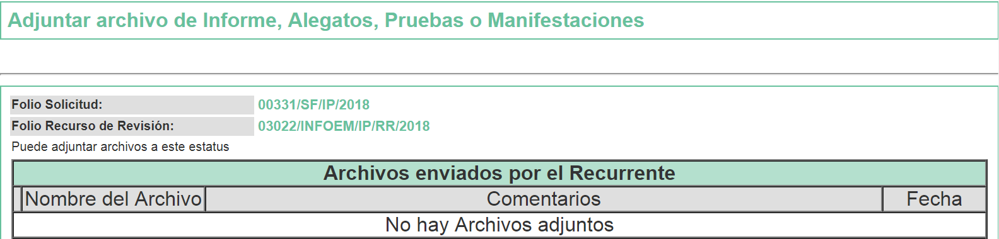 Adjuntar archivo de Informe, Alegatos, Pruebas o Manifestaciones
Folio Solicitud: 00331/SF/IP/2018
Folio Recurso de Revisión: 03022/INFOEM/IP/RR/2018
Puede adjuntar archivos a este estatus
Archivos enviados por el Recurrente
Nombre del Archivo Comentarios Fecha
No hay Archivos adjuntos